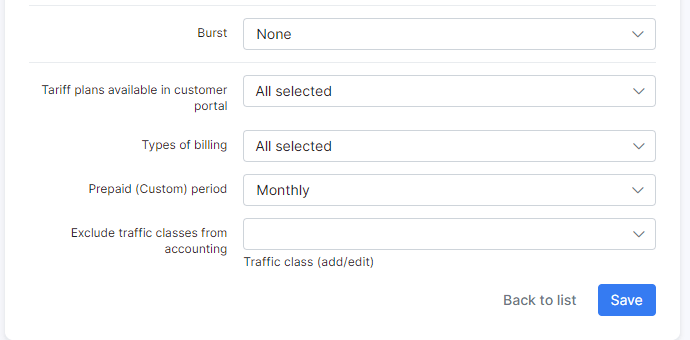 Burst
None
Tariff plans available in customer
portal
All selected
Types of billing
All selected
Prepaid (Custom) period
Monthly
Exclude traffic classes from
accounting
Traffic class (add/edit)
Back to list
Save